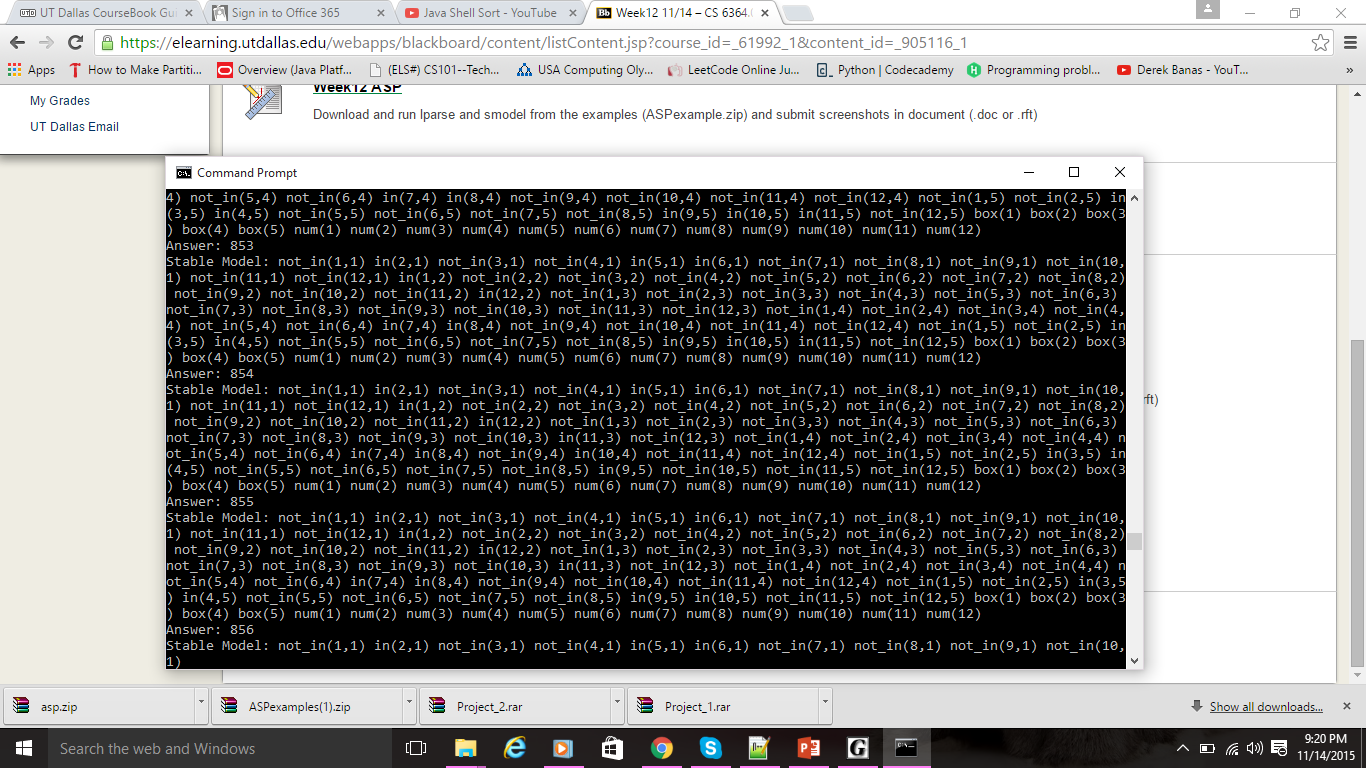 UT Dallas CourseBook Gui
Sign in to Office 365
Java Shell Sort - YouTube
Week12 11/14 – CS 6364.
https://elearning.utdallas.edu/webapps/blackboard/content/listContent.jsp?course_id=_61992_1&content_id=_905116_1
Apps How to Make Partiti... Overview (Java Platf... (ELS#) CS101--Tech... USA Computing Oly... LeetCode Online Ju... Python | Codecademy Programming probl... Derek Banas - YouT... »
My Grades
UT Dallas Email
Week12 ASP
Download and run lparse and smodel from the examples (ASPexample.zip) and submit screenshots in document (.doc or .rft)
rft)
Command Prompt
4) not_in(5,4) not_in(6,4) in(7,4) in(8,4) not_in(9,4) not_in(10,4) not_in(11,4) not_in(12,4) not_in(1,5) not_in(2,5) in
(3,5) in(4,5) not_in(5,5) not_in(6,5) not_in(7,5) not_in(8,5) in(9,5) in(10,5) in(11,5) not_in(12,5) box(1) box(2) box(3
) box(4) box(5) num(1) num(2) num(3) num(4) num(5) num(6) num(7) num(8) num(9) num(10) num(11) num(12)
Answer: 853
Stable Model: not_in(1,1) in(2,1) not_in(3,1) not_in(4,1) in(5,1) in(6,1) not_in(7,1) not_in(8,1) not_in(9,1) not_in(10,
1) not_in(11,1) not_in(12,1) in(1,2) not_in(2,2) not_in(3,2) not_in(4,2) not_in(5,2) not_in(6,2) not_in(7,2) not_in(8,2)
 not_in(9,2) not_in(10,2) not_in(11,2) in(12,2) not_in(1,3) not_in(2,3) not_in(3,3) not_in(4,3) not_in(5,3) not_in(6,3)
not_in(7,3) not_in(8,3) not_in(9,3) not_in(10,3) not_in(11,3) not_in(12,3) not_in(1,4) not_in(2,4) not_in(3,4) not_in(4,
4) not_in(5,4) not_in(6,4) in(7,4) in(8,4) not_in(9,4) not_in(10,4) not_in(11,4) not_in(12,4) not_in(1,5) not_in(2,5) in
(3,5) in(4,5) not_in(5,5) not_in(6,5) not_in(7,5) not_in(8,5) in(9,5) in(10,5) in(11,5) not_in(12,5) box(1) box(2) box(3
) box(4) box(5) num(1) num(2) num(3) num(4) num(5) num(6) num(7) num(8) num(9) num(10) num(11) num(12)
Answer: 854
Stable Model: not_in(1,1) in(2,1) not_in(3,1) not_in(4,1) in(5,1) in(6,1) not_in(7,1) not_in(8,1) not_in(9,1) not_in(10,
1) not_in(11,1) not_in(12,1) in(1,2) not_in(2,2) not_in(3,2) not_in(4,2) not_in(5,2) not_in(6,2) not_in(7,2) not_in(8,2)
 not_in(9,2) not_in(10,2) not_in(11,2) in(12,2) not_in(1,3) not_in(2,3) not_in(3,3) not_in(4,3) not_in(5,3) not_in(6,3)
not_in(7,3) not_in(8,3) not_in(9,3) not_in(10,3) in(11,3) not_in(12,3) not_in(1,4) not_in(2,4) not_in(3,4) not_in(4,4) n
ot_in(5,4) not_in(6,4) in(7,4) in(8,4) not_in(9,4) in(10,4) not_in(11,4) not_in(12,4) not_in(1,5) not_in(2,5) in(3,5) in
(4,5) not_in(5,5) not_in(6,5) not_in(7,5) not_in(8,5) in(9,5) not_in(10,5) not_in(11,5) not_in(12,5) box(1) box(2) box(3
) box(4) box(5) num(1) num(2) num(3) num(4) num(5) num(6) num(7) num(8) num(9) num(10) num(11) num(12)
Answer: 855
Stable Model: not_in(1,1) in(2,1) not_in(3,1) not_in(4,1) in(5,1) in(6,1) not_in(7,1) not_in(8,1) not_in(9,1) not_in(10,
1) not_in(11,1) not_in(12,1) in(1,2) not_in(2,2) not_in(3,2) not_in(4,2) not_in(5,2) not_in(6,2) not_in(7,2) not_in(8,2)
 not_in(9,2) not_in(10,2) not_in(11,2) in(12,2) not_in(1,3) not_in(2,3) not_in(3,3) not_in(4,3) not_in(5,3) not_in(6,3)
not_in(7,3) not_in(8,3) not_in(9,3) not_in(10,3) in(11,3) not_in(12,3) not_in(1,4) not_in(2,4) not_in(3,4) not_in(4,4) n
ot_in(5,4) not_in(6,4) in(7,4) in(8,4) not_in(9,4) not_in(10,4) not_in(11,4) not_in(12,4) not_in(1,5) not_in(2,5) in(3,5
) in(4,5) not_in(5,5) not_in(6,5) not_in(7,5) not_in(8,5) in(9,5) in(10,5) not_in(11,5) not_in(12,5) box(1) box(2) box(3
) box(4) box(5) num(1) num(2) num(3) num(4) num(5) num(6) num(7) num(8) num(9) num(10) num(11) num(12)
Answer: 856
Stable Model: not_in(1,1) in(2,1) not_in(3,1) not_in(4,1) in(5,1) in(6,1) not_in(7,1) not_in(8,1) not_in(9,1) not_in(10,
1)
asp.zip ASPexamples(1).zip Project_2.rar Project_1.rar Show all downloads...
Search the web and Windows
9:20 PM
11/14/2015